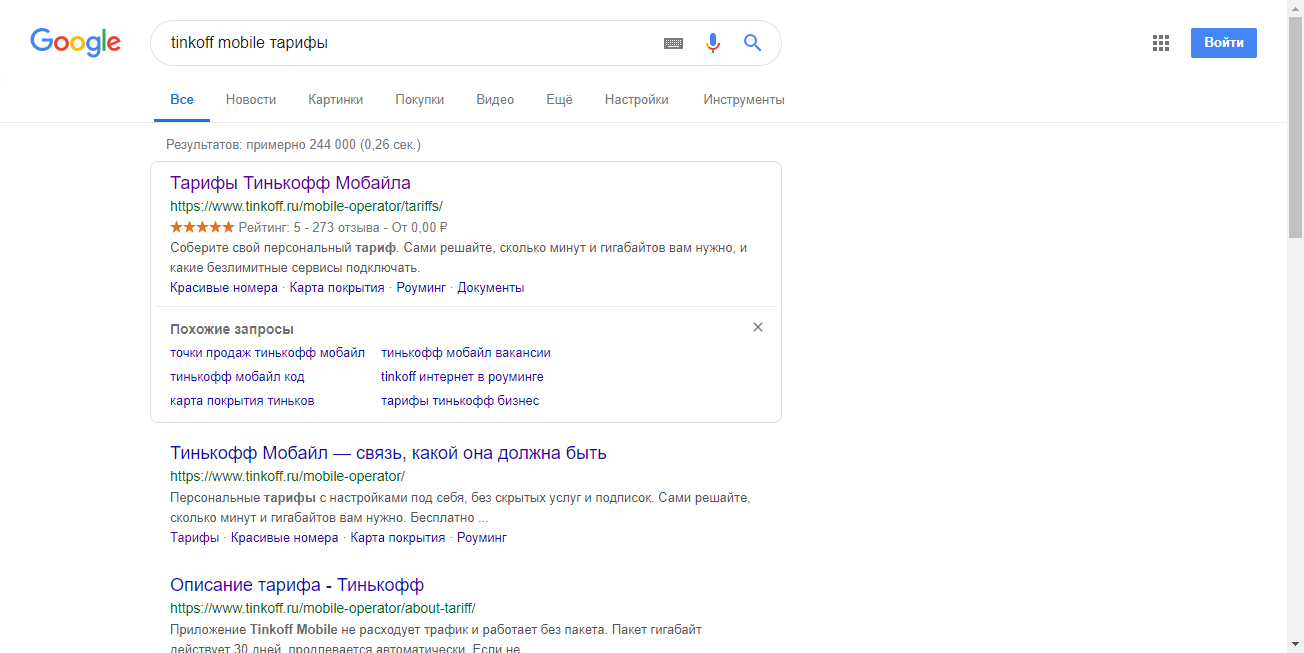 Google
tinkoff mobile тарифы
Войти
Все Новости Картинки Покупки Видео Ещё Настройки Инструменты
Результатов: примерно 244 000 (0,26 сек.)
Тарифы Тинькофф Мобайла
https://www.tinkoff.ru/mobile-operator/tariffs/
★★★★★ Рейтинг: 5 - 273 отзыва - От 0,00 ₽
Соберите свой персональный тариф. Сами решайте, сколько минут и гигабайтов вам нужно, и
какие безлимитные сервисы подключать.
Красивые номера · Карта покрытия · Роуминг · Документы
Похожие запросы
точки продаж тинькофф мобайл тинькофф мобайл вакансии
тинькофф мобайл код tinkoff интернет в роуминге
карта покрытия тиньков тарифы тинькофф бизнес
Тинькофф Мобайл — связь, какой она должна быть
https://www.tinkoff.ru/mobile-operator/
Персональные тарифы с настройками под себя, без скрытых услуг и подписок. Сами решайте,
сколько минут и гигабайтов вам нужно. Бесплатно ...
Тарифы · Красивые номера · Карта покрытия · Роуминг
Описание тарифа - Тинькофф
https://www.tinkoff.ru/mobile-operator/about-tariff/
Приложение Tinkoff Mobile не расходует трафик и работает без пакета. Пакет гигабайт
действует 30 дней, продлевается автоматически. Если не